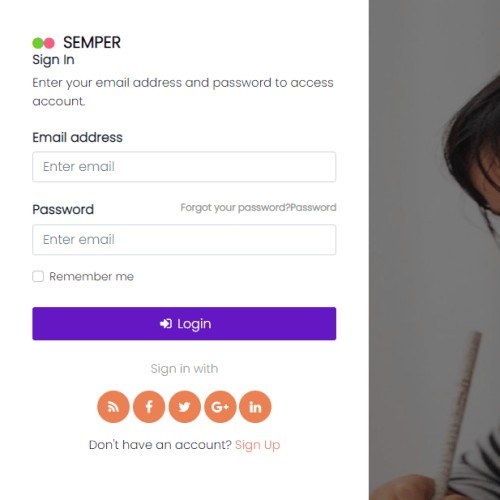 SEMPER
Sign In
Enter your email address and password to access
account.
Email address
Enter email
Password
Forgot your password?Password
Enter email
Remember me
Login
Sign in with
Don't have an account? Sign Up